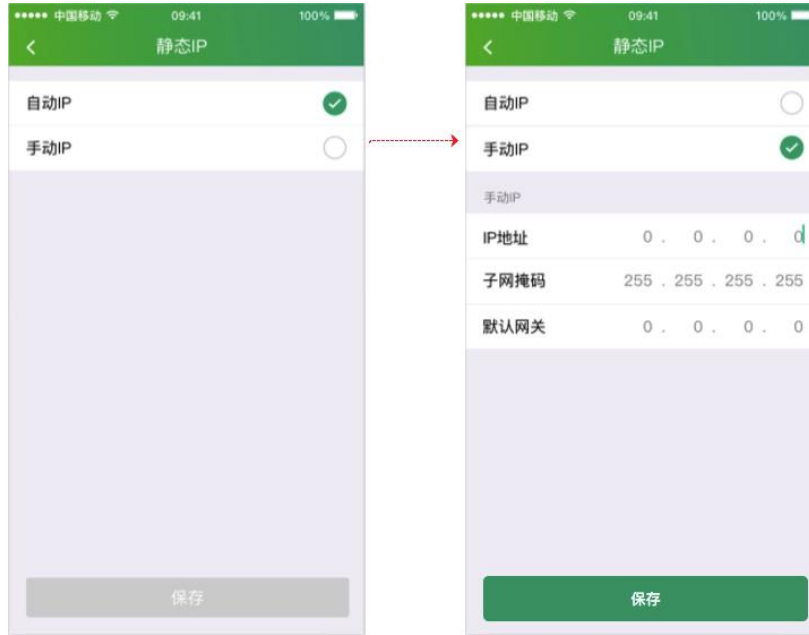 中国移动 09:41 100%
静态IP
自动IP
手动IP
保存
中国移动 09:41 100%
静态IP
自动IP
手动IP
手动IP
IP地址 0 . 0 . 0 . 0
子网掩码 255 . 255 . 255 . 255
默认网关 0 . 0 . 0 . 0
保存